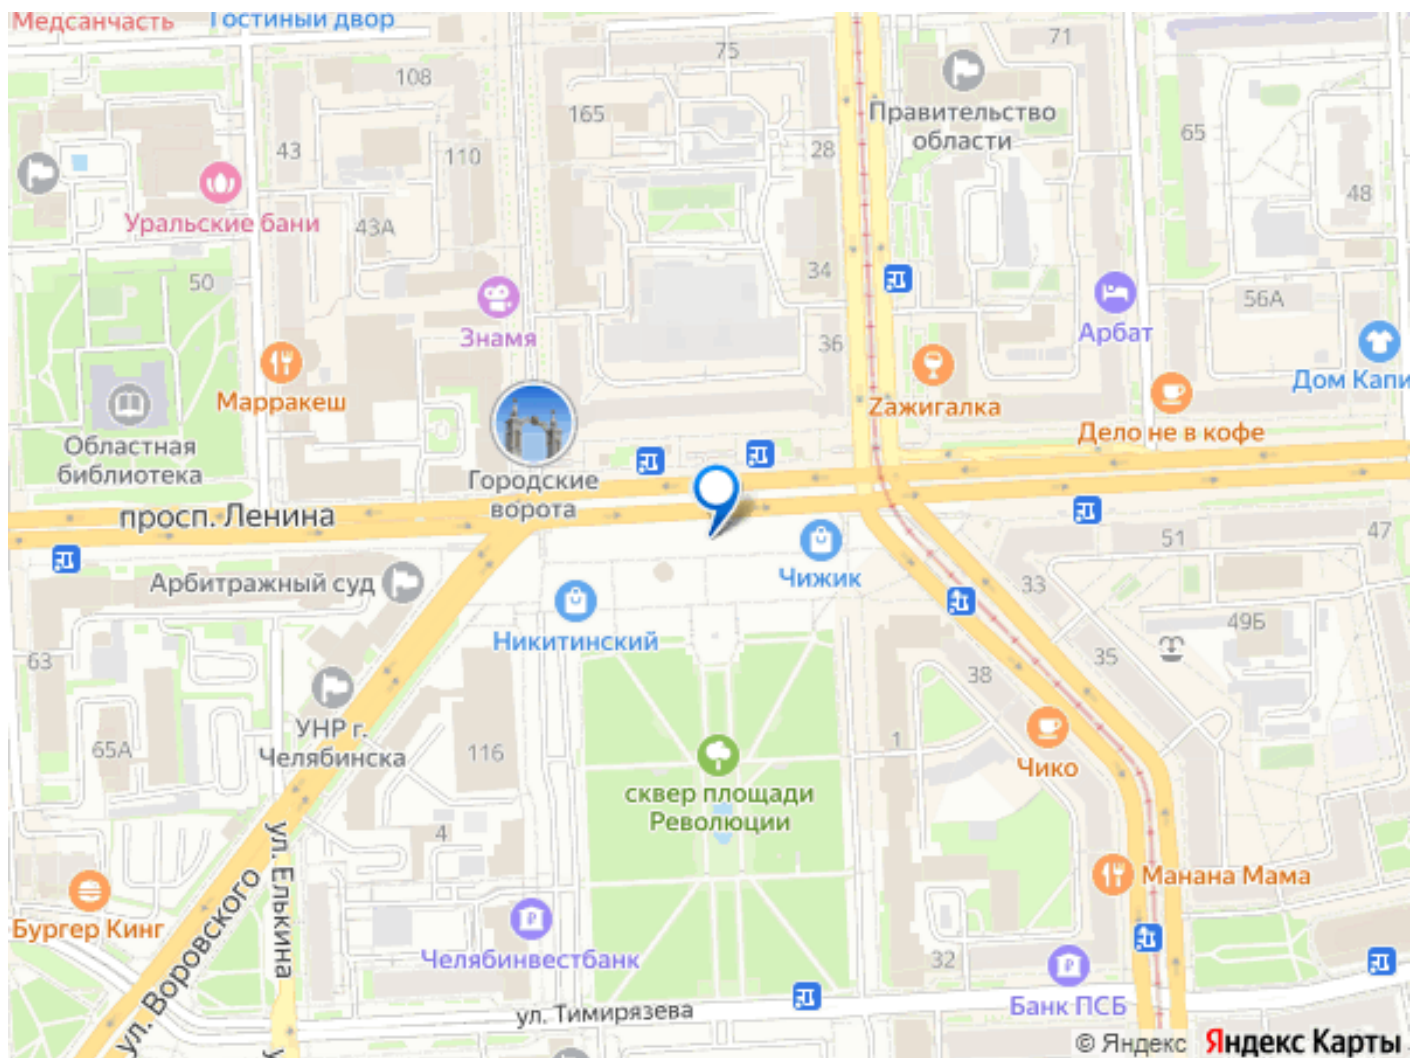 Медсанчасть
Гостиный двор
75
71
108
165
Правительство
области
65
43
110
28
48
Уральские бани
43А
50
34
56А
Знамя
Арбат
36
Марракеш
Zажигалка
Дом Капи
Областная
библиотека
Дело не в кофе
Городские
ворота
просп. Ленина
51
47
Арбитражный суд
Чижик
33
Никитинский
49Б
63
35
38
УНР г.
Челябинска
65А
116
1
Чико
сквер площади
Революции
4
ул. Елькина
ул. Воровского
Манана Мама
Бургер Кинг
Челябинвестбанк
32
Банк ПСБ
ул. Тимирязева
© Яндекс
Яндекс Карты